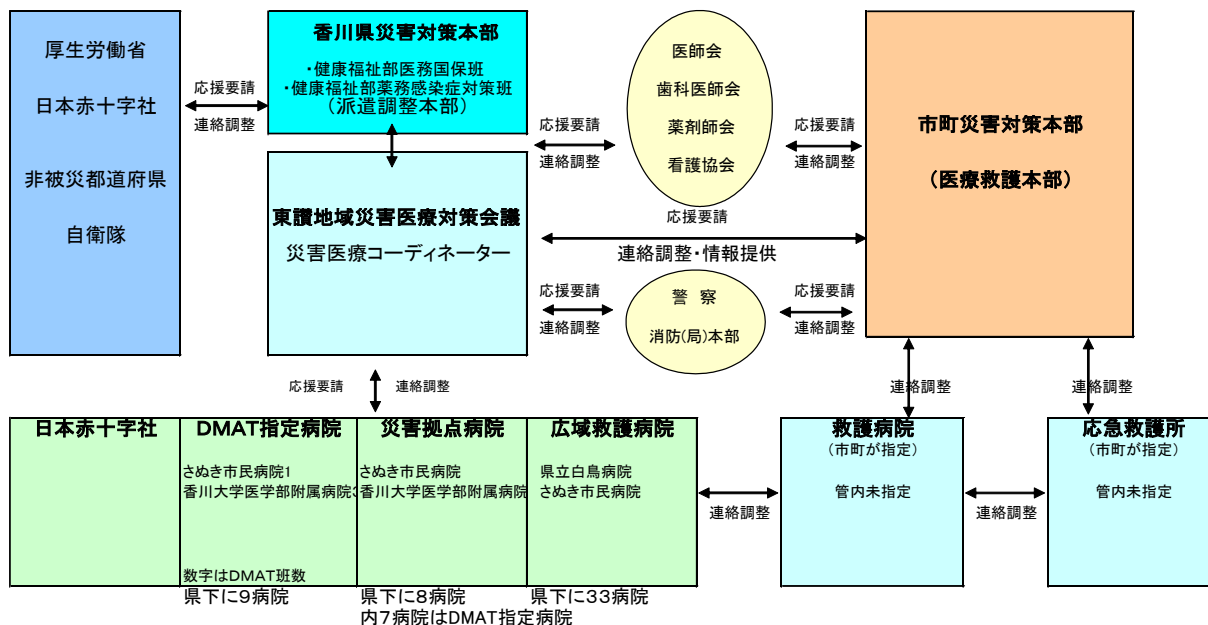 厚生労働省
日本赤十字社
非被災都道府県
自衛隊
応援要請
連絡調整
香川県災害対策本部
・健康福祉部医務国保班
・健康福祉部薬務感染症対策班
(派遣調整本部)
東讃地域災害医療対策会議
災害医療コーディネーター
応援要請
連絡調整
医師会
歯科医師会
薬剤師会
看護協会
応援要請
連絡調整
応援要請
連絡調整・情報提供
応援要請
連絡調整
警 察
消防(局)本部
応援要請
連絡調整
市町災害対策本部
(医療救護本部)
応援要請
連絡調整
連絡調整
連絡調整
日本赤十字社
DMAT指定病院
さぬき市民病院1
香川大学医学部附属病院
数字はDMAT班数
県下に9病院
災害拠点病院
さぬき市民病院
香川大学医学部附属病院
県下に8病院
内7病院はDMAT指定病院
広域救護病院
県立白鳥病院
さぬき市民病院
県下に33病院
連絡調整
救護病院
(市町が指定)
管内未指定
連絡調整
応急救護所
(市町が指定)
管内未指定